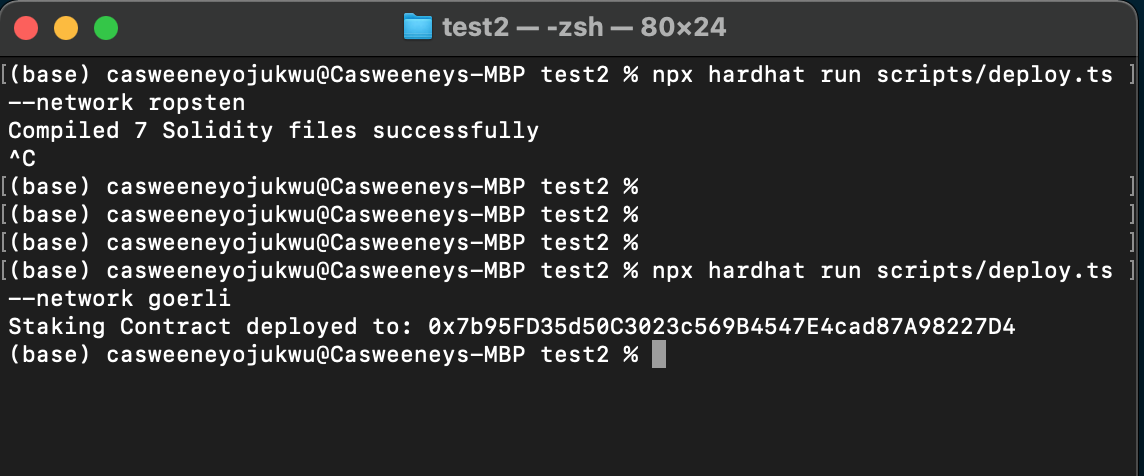 test2 — -zsh — 80×24
[(base) casweeneyojukwu@Casweeneys-MBP test2 % npx hardhat run scripts/deploy.ts ]
--network ropsten
Compiled 7 Solidity files successfully
^C
[(base) casweeneyojukwu@Casweeneys-MBP test2 % ]
[(base) casweeneyojukwu@Casweeneys-MBP test2 % ]
[(base) casweeneyojukwu@Casweeneys-MBP test2 % ]
[(base) casweeneyojukwu@Casweeneys-MBP test2 % npx hardhat run scripts/deploy.ts ]
--network goerli
Staking Contract deployed to: 0x7b95FD35d50C3023c569B4547E4cad87A98227D4
(base) casweeneyojukwu@Casweeneys-MBP test2 %